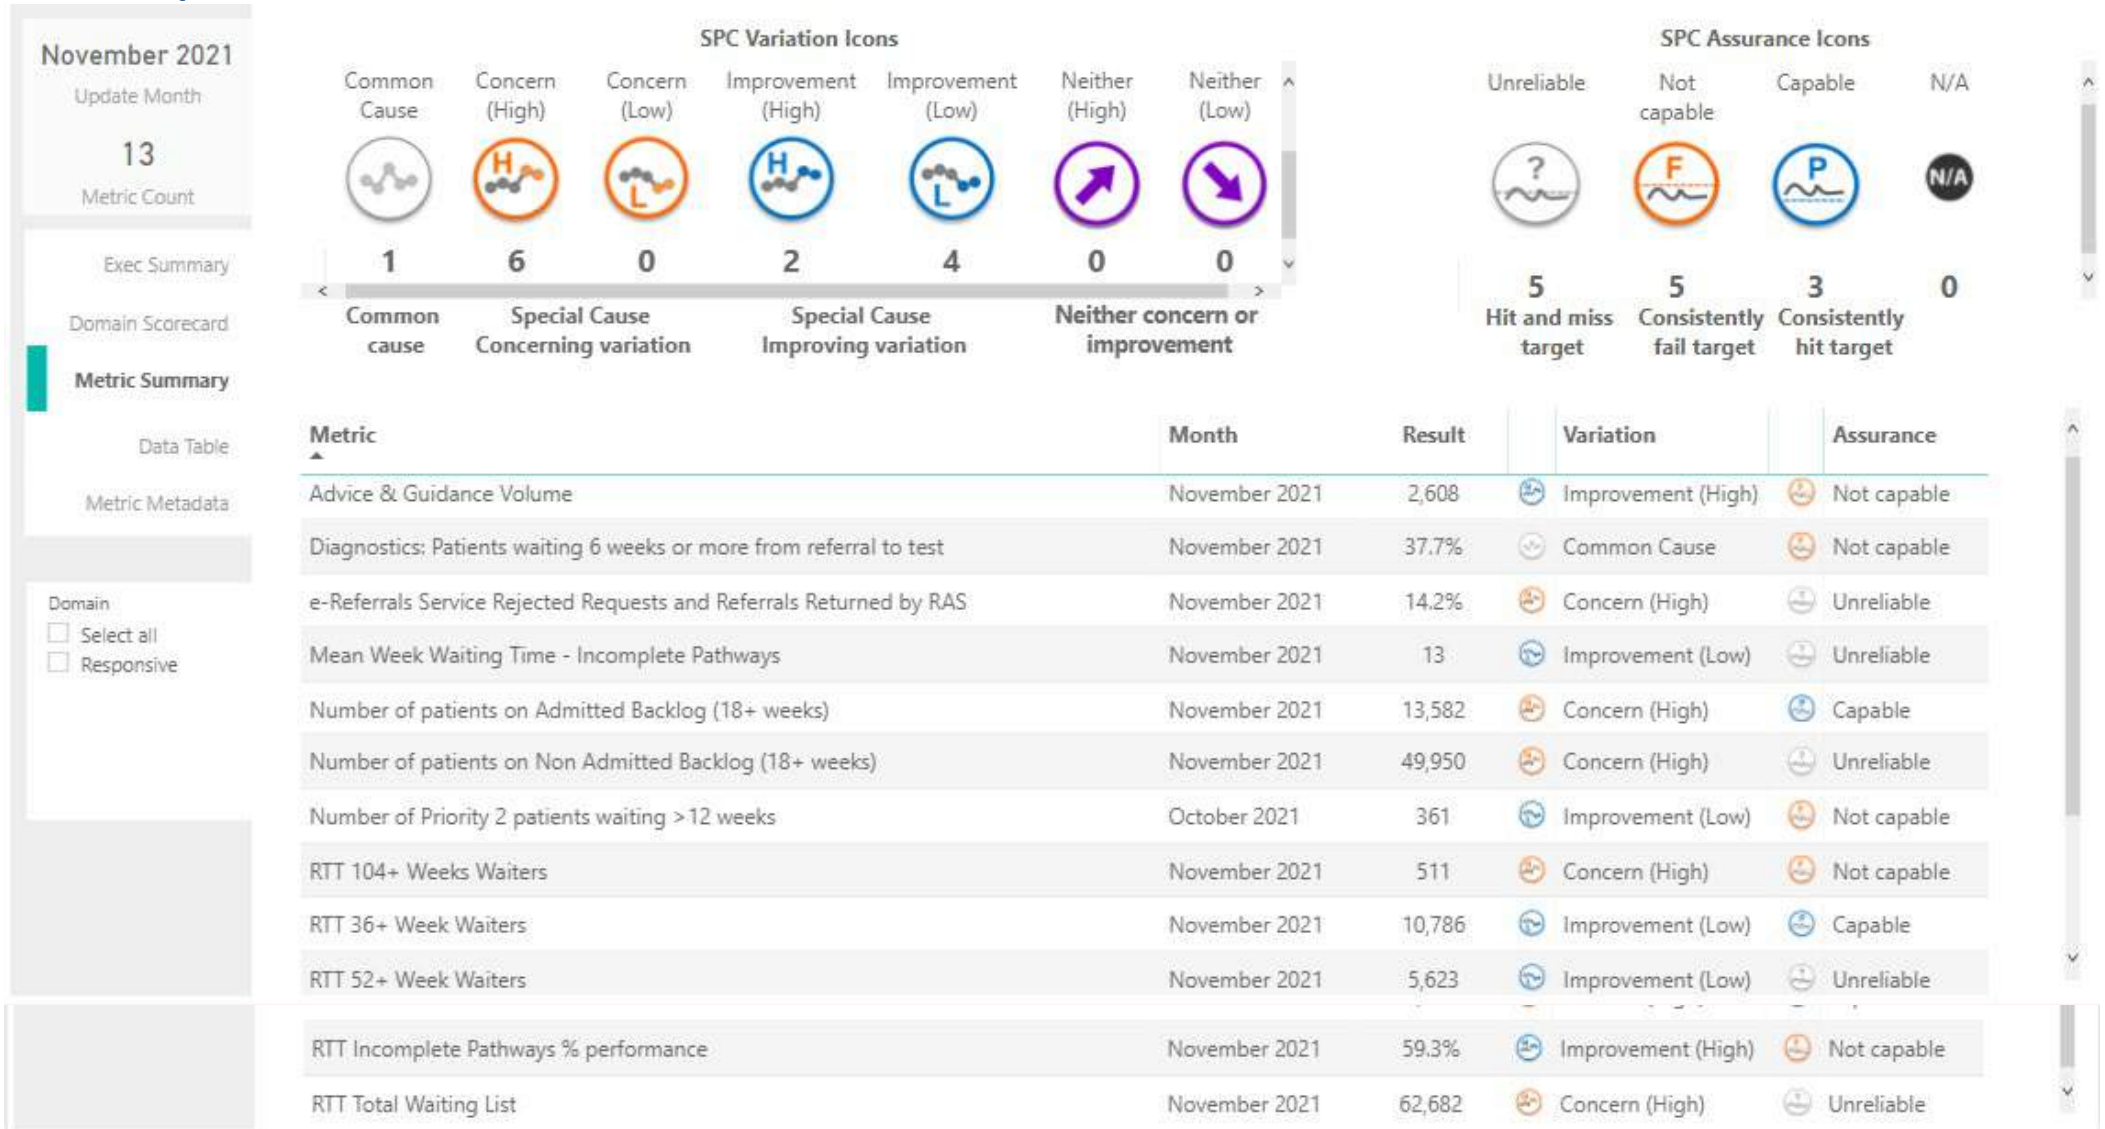 November 2021
Update Month
13
Metric Count
Exec Summary
Domain Scorecard
Metric Summary
Data Table
Metric Metadata
Domain
Select all
Responsive
SPC Variation Icons
Common Cause
Concern (High)
Concern (Low)
Improvement (High)
Improvement (Low)
Neither (High)
Neither (Low)
H L H L
1 6 0 2 4 0 0
Common cause
Special Cause Concerning variation
Special Cause Improving variation
Neither concern or improvement
SPC Assurance Icons
Unreliable
Not capable
Capable
N/A
? F P N/A
5 5 3 0
Hit and miss target
Consistently fail target
Consistently hit target
Metric Month Result Variation Assurance
Advice & Guidance Volume November 2021 2,608 Improvement (High) Not capable
Diagnostics: Patients waiting 6 weeks or more from referral to test November 2021 37.7% Common Cause Not capable
e-Referrals Service Rejected Requests and Referrals Returned by RAS November 2021 14.2% Concern (High) Unreliable
Mean Week Waiting Time - Incomplete Pathways November 2021 13 Improvement (Low) Unreliable
Number of patients on Admitted Backlog (18+ weeks) November 2021 13,582 Concern (High) Capable
Number of patients on Non Admitted Backlog (18+ weeks) November 2021 49,950 Concern (High) Unreliable
Number of Priority 2 patients waiting >12 weeks October 2021 361 Improvement (Low) Not capable
RTT 104+ Weeks Waiters November 2021 511 Concern (High) Not capable
RTT 36+ Week Waiters November 2021 10,786 Improvement (Low) Capable
RTT 52+ Week Waiters November 2021 5,623 Improvement (Low) Unreliable
RTT Incomplete Pathways % performance November 2021 59.3% Improvement (High) Not capable
RTT Total Waiting List November 2021 62,682 Concern (High) Unreliable